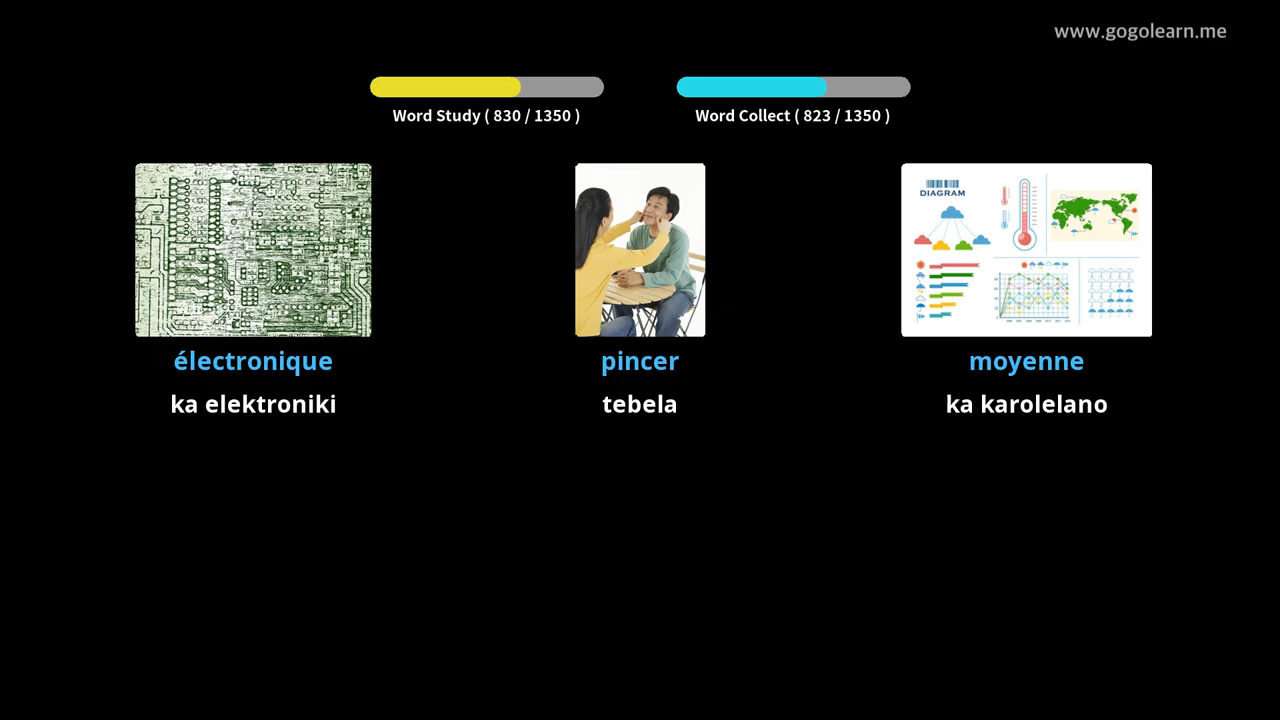 www.gogolearn.me
Word Study ( 830 / 1350 )
Word Collect ( 823 / 1350 )
DIAGRAM
électronique
pincer
moyenne
ka elektroniki
tebela
ka karolelano